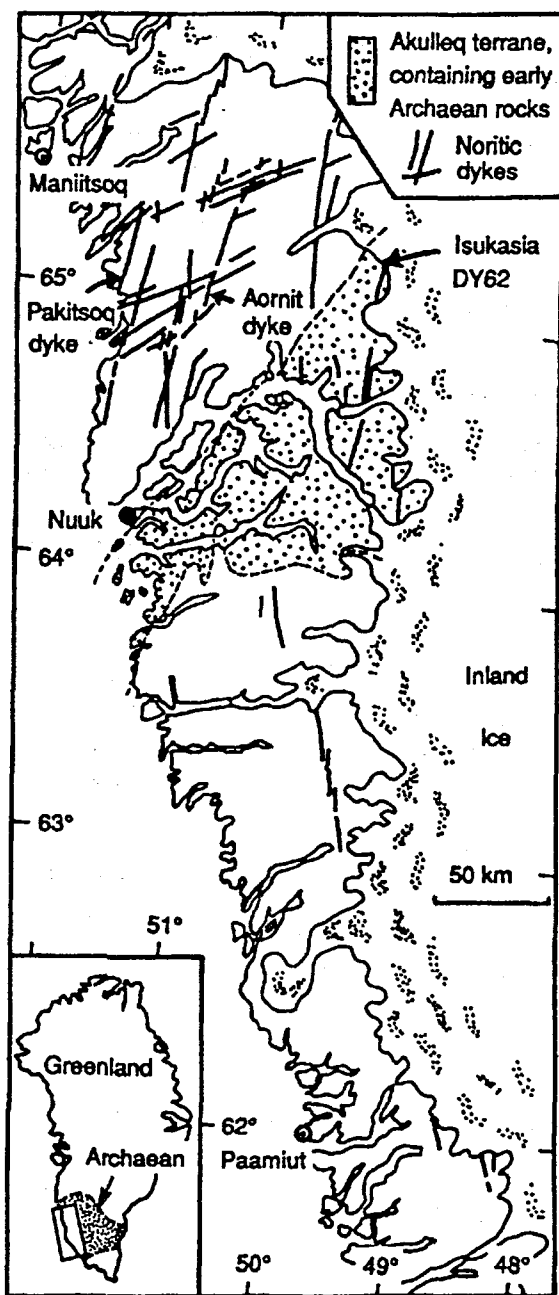 Akulleq terrane,
containing early
Archaean rocks
Noritic
dykes
Maniitsoq
Isukasia
DY62
65°
Pakitsoq
dyke
Aornit
dyke
Nuuk
64°
Inland
Ice
63°
50 km
51°
Greenland
62°
Archaean
Paamiut
50°
49°
48°